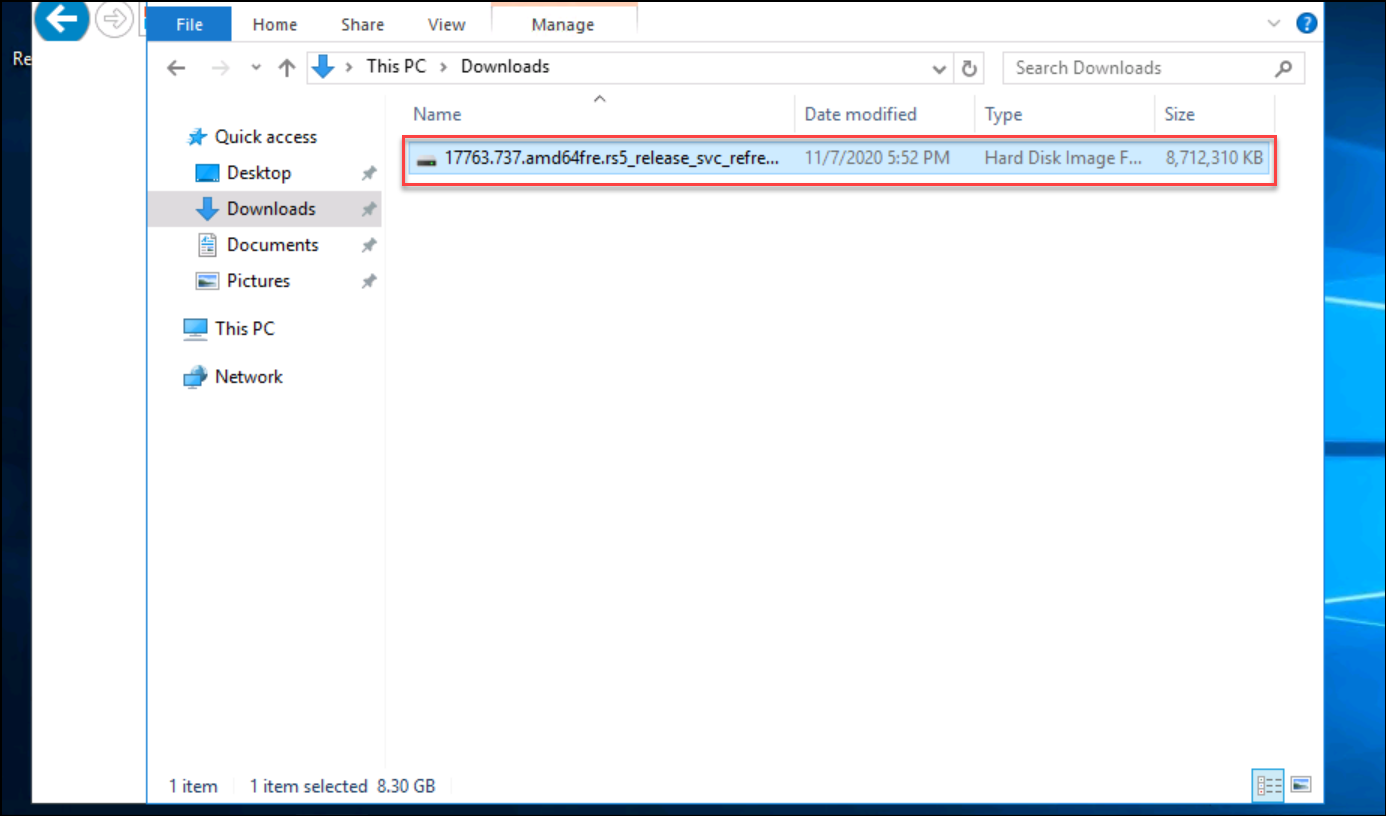 File Home Share View Manage
Re
This PC Downloads Search Downloads
Name Date modified Type Size
Quick access
17763.737.amd64fre.rs5_release_svc_refre... 11/7/2020 5:52 PM Hard Disk Image F... 8,712,310 KB
Desktop
Downloads
Documents
Pictures
This PC
Network
1 item 1 item selected 8.30 GB